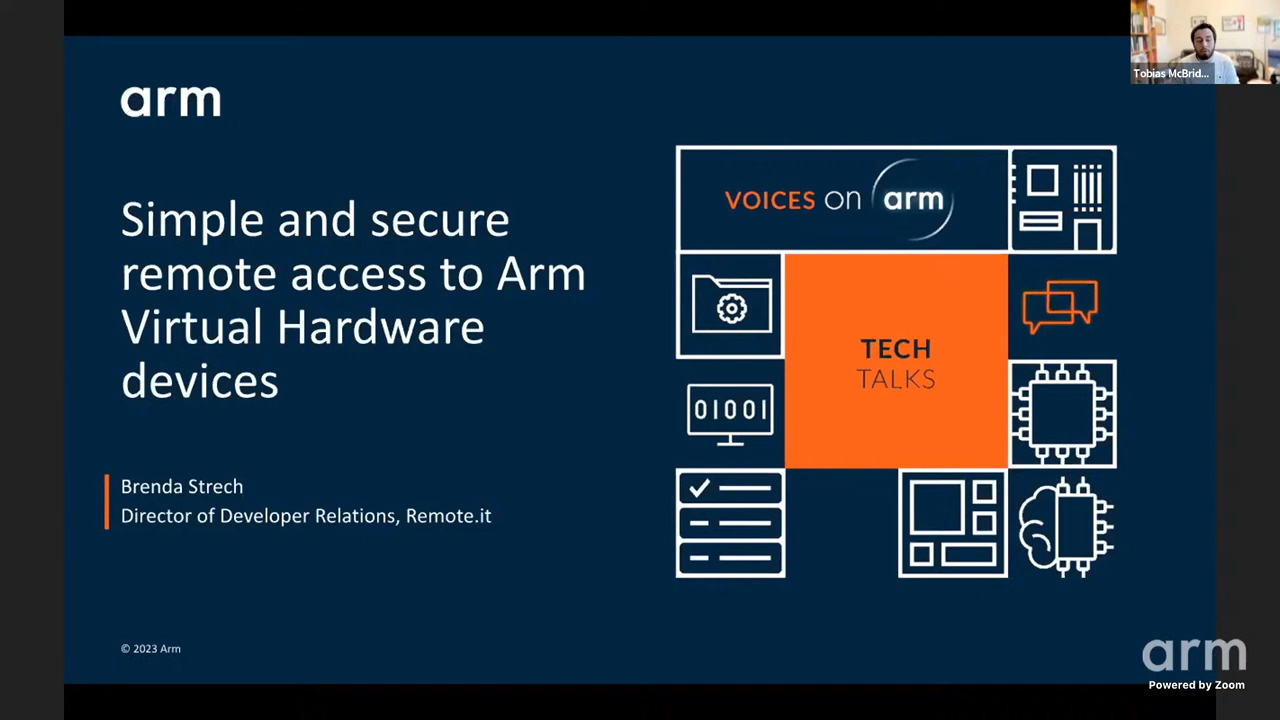 Tobias McBrid...
arm
VOICES on arm
Simple and secure
remote access to Arm
Virtual Hardware
devices
TECH
TALKS
01001
Brenda Strech
Director of Developer Relations, Remote.it
© 2023 Arm
arm
Powered by Zoom